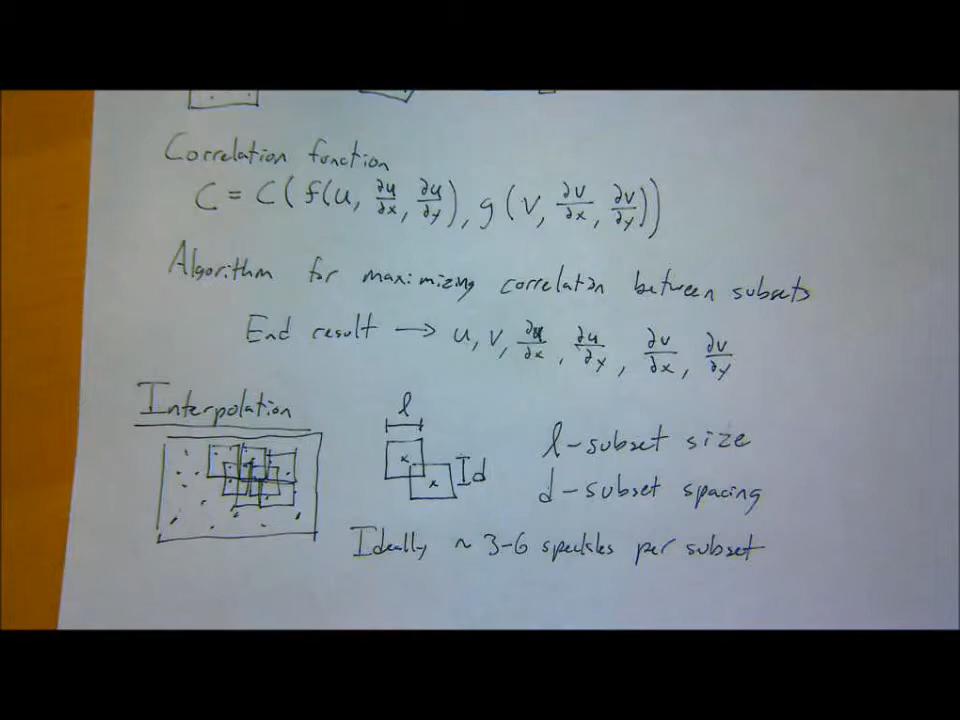 Correlation function
C = C(f(u, ∂u/∂x, ∂u/∂y), g(v, ∂v/∂x, ∂v/∂y))
Algorithm for maximizing correlation between subsets
End result → u, v, ∂u/∂x, ∂u/∂y, ∂v/∂x, ∂v/∂y
Interpolation
l
x
x
d
l - subset size
d - subset spacing
Ideally ~ 3-6 speckles per subset